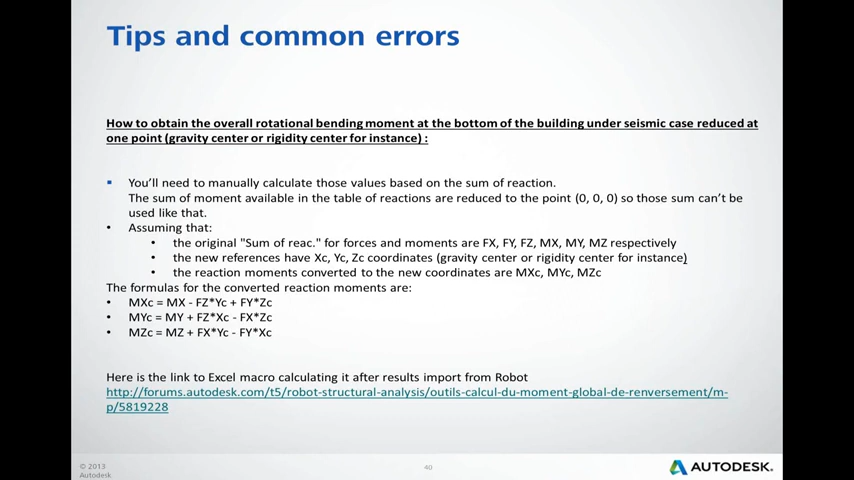 Tips and common errors
How to obtain the overall rotational bending moment at the bottom of the building under seismic case reduced at
one point (gravity center or rigidity center for instance) :
▪ You'll need to manually calculate those values based on the sum of reaction.
The sum of moment available in the table of reactions are reduced to the point (0, 0, 0) so those sum can't be
used like that.
• Assuming that:
• the original "Sum of reac." for forces and moments are FX, FY, FZ, MX, MY, MZ respectively
• the new references have Xc, Yc, Zc coordinates (gravity center or rigidity center for instance)
• the reaction moments converted to the new coordinates are MXc, MYc, MZc
The formulas for the converted reaction moments are:
• MXc = MX - FZ*Yc + FY*Zc
• MYc = MY + FZ*Xc - FX*Zc
• MZc = MZ + FX*Yc - FY*Xc
Here is the link to Excel macro calculating it after results import from Robot
http://forums.autodesk.com/t5/robot-structural-analysis/outils-calcul-du-moment-global-de-renversement/m-
p/5819228
© 2013
Autodesk
40
AUTODESK.